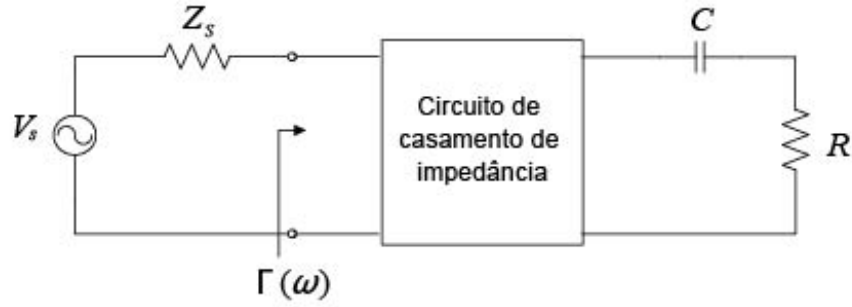 Z_s
C
V_s
Circuito de
casamento de
impedância
R
Γ(ω)